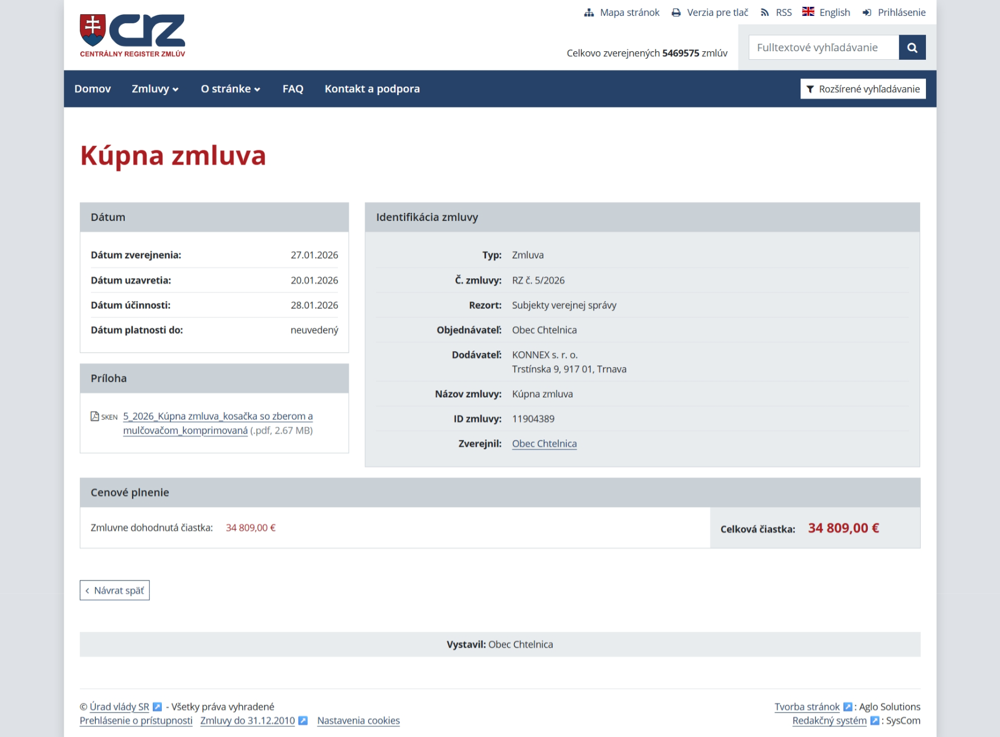 Mapa stránok Verzia pre tlač RSS English Prihlásenie
crz
CENTRÁLNY REGISTER ZMLÚV
Celkovo zverejnených 5469575 zmlúv
Fulltextové vyhľadávanie
Domov Zmluvy O stránke FAQ Kontakt a podpora
Rozšírené vyhľadávanie
Kúpna zmluva
Dátum
Dátum zverejnenia: 27.01.2026
Dátum uzavretia: 20.01.2026
Dátum účinnosti: 28.01.2026
Dátum platnosti do: neuvedený
Príloha
SKEN 5_2026_Kúpna zmluva_kosačka so zberom a
mulčovačom_komprimovaná (.pdf, 2.67 MB)
Identifikácia zmluvy
Typ: Zmluva
Č. zmluvy: RZ č. 5/2026
Rezort: Subjekty verejnej správy
Objednávateľ: Obec Chtelnica
Dodávateľ: KONNEX s. r. o.
Trstínska 9, 917 01, Trnava
Názov zmluvy: Kúpna zmluva
ID zmluvy: 11904389
Zverejnil: Obec Chtelnica
Cenové plnenie
Zmluvne dohodnutá čiastka: 34 809,00 €
Celková čiastka: 34 809,00 €
Návrat späť
Vystavil: Obec Chtelnica
© Úrad vlády SR - Všetky práva vyhradené
Prehlásenie o prístupnosti Zmluvy do 31.12.2010 Nastavenia cookies
Tvorba stránok : Aglo Solutions
Redakčný systém : SysCom